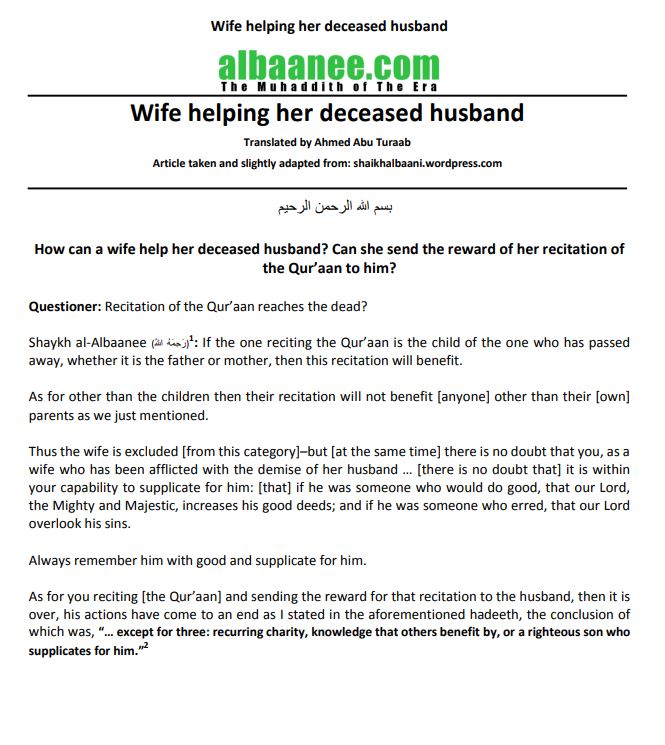 Wife helping her deceased husband
albaanee.com
The Muhaddith of The Era
Wife helping her deceased husband
Translated by Ahmed Abu Turaab
Article taken and slightly adapted from: shaikhalbaani.wordpress.com
بسم الله الرحمن الرحيم
How can a wife help her deceased husband? Can she send the reward of her recitation of
the Qur’aan to him?
Questioner: Recitation of the Qur’aan reaches the dead?
Shaykh al-Albaanee (رَحِمَهُ اللهُ)1: If the one reciting the Qur’aan is the child of the one who has passed
away, whether it is the father or mother, then this recitation will benefit.
As for other than the children then their recitation will not benefit [anyone] other than their [own]
parents as we just mentioned.
Thus the wife is excluded [from this category]–but [at the same time] there is no doubt that you, as a
wife who has been afflicted with the demise of her husband … [there is no doubt that] it is within
your capability to supplicate for him: [that] if he was someone who would do good, that our Lord,
the Mighty and Majestic, increases his good deeds; and if he was someone who erred, that our Lord
overlook his sins.
Always remember him with good and supplicate for him.
As for you reciting [the Qur’aan] and sending the reward for that recitation to the husband, then it is
over, his actions have come to an end as I stated in the aforementioned hadeeth, the conclusion of
which was, “… except for three: recurring charity, knowledge that others benefit by, or a righteous son who
supplicates for him.”2